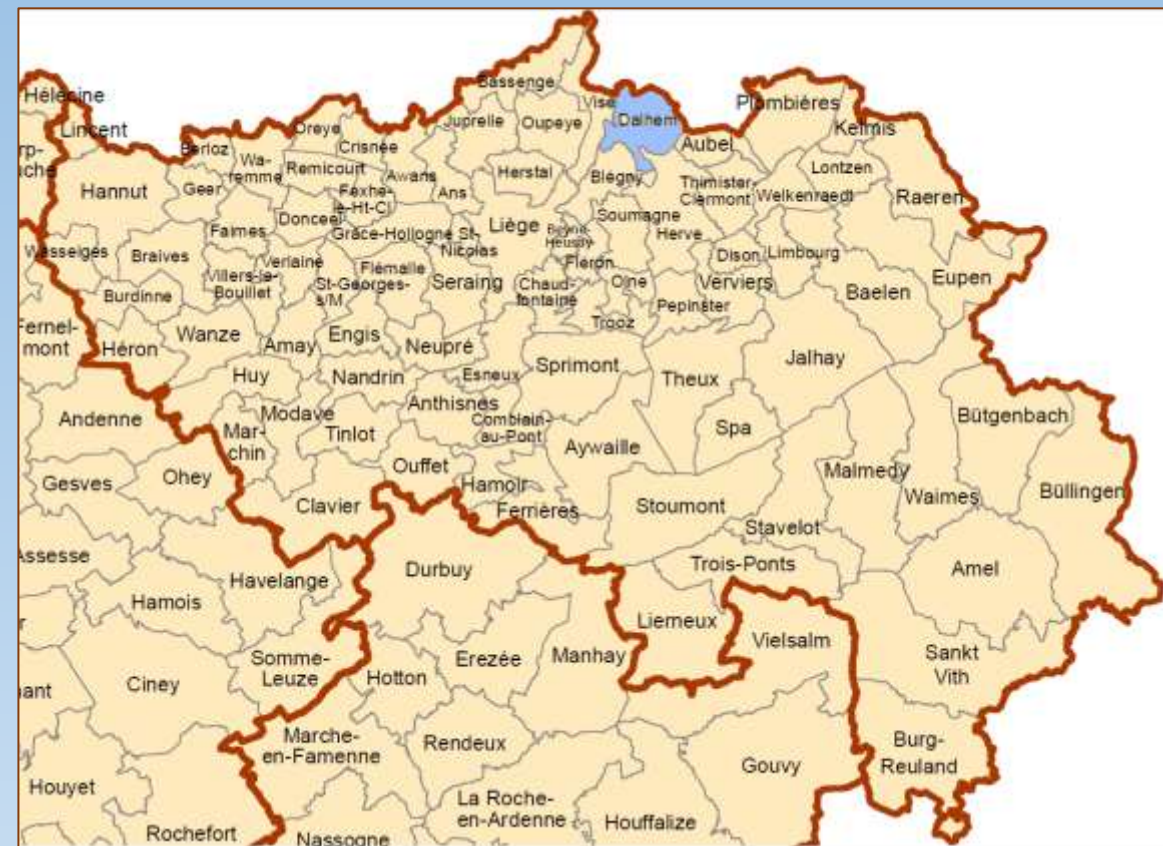 Bassenge
Hélécine
Plombières
Visé
Lincent
Juprelle
Oupeye
Dalhem
Oreye
Kelmis
Crisnée
Aubel
Berloz
Wa-
remme
Remicourt
Awans
Ans
Herstal
Blegny
Lontzen
Hannut
Geer
Fexhe-
le-Ht-Cl
Thimister-
Clermont
Welkenraedt
Raeren
Donceel
Liège
Soumagne
Faimes
Grâce-Hollogne
St-
Nicolas
Beyne-
Heusay
Herve
Wasseiges
Braives
Verlaine
Flémalle
Fléron
Dison
Limbourg
Villers-le-
Bouillet
St-Georges-
s/M
Seraing
Chaud-
fontaine
Olne
Verviers
Baelen
Eupen
Burdinne
Pepinster
Fernel-
mont
Héron
Wanze
Amay
Engis
Neupré
Trooz
Sprimont
Jalhay
Huy
Nandrin
Esneux
Theux
Andenne
Modave
Anthisnes
Bütgenbach
Mar-
chin
Tinlot
Comblain-
au-Pont
Aywaille
Spa
Gesves
Ohey
Ouffet
Hamoir
Malmedy
Waimes
Büllingen
Clavier
Ferrières
Stoumont
Stavelot
Assesse
Havelange
Durbuy
Trois-Ponts
Amel
Hamois
Lierneux
Vielsalm
Somme-
Leuze
Hotton
Erezée
Manhay
Sankt
Vith
Ciney
Marche-
en-Famenne
Rendeux
Burg-
Reuland
Houyet
Gouvy
La Roche-
en-Ardenne
Houffalize
Rochefort
Nassogne